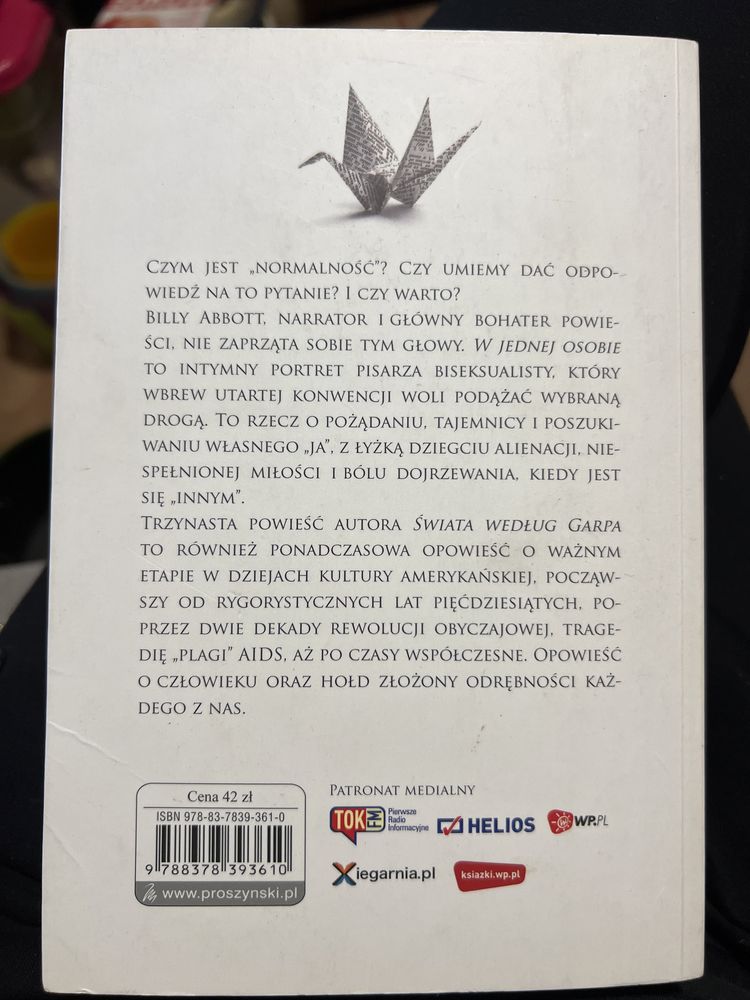 Czym jest „normalność”? Czy umiemy dać odpo-
wiedź na to pytanie? I czy warto?
Billy Abbott, narrator i główny bohater powie-
ści, nie zaprząta sobie tym głowy. W jednej osobie
to intymny portret pisarza biseksualisty, który
wbrew utartej konwencji woli podążać wybraną
drogą. To rzecz o pożądaniu, tajemnicy i poszuki-
waniu własnego „ja”, z łyżką dziegciu alienacji, nie-
spełnionej miłości i bólu dojrzewania, kiedy jest
się „innym”.
Trzynasta powieść autora Świata według Garpa
to również ponadczasowa opowieść o ważnym
etapie w dziejach kultury amerykańskiej, począw-
szy od rygorystycznych lat pięćdziesiątych, po-
przez dwie dekady rewolucji obyczajowej, trage-
dię „plagi” AIDS, aż po czasy współczesne. Opowieść
o człowieku oraz hołd złożony odrębności każ-
dego z nas.
Cena 42 zł
ISBN 978-83-7839-361-0
9 788378 393610
www.proszynski.pl
Patronat medialny
TOK FM Pierwsze Radio Informacyjne
HELIOS
WP.PL
Xiegarnia.pl
ksiazki.wp.pl